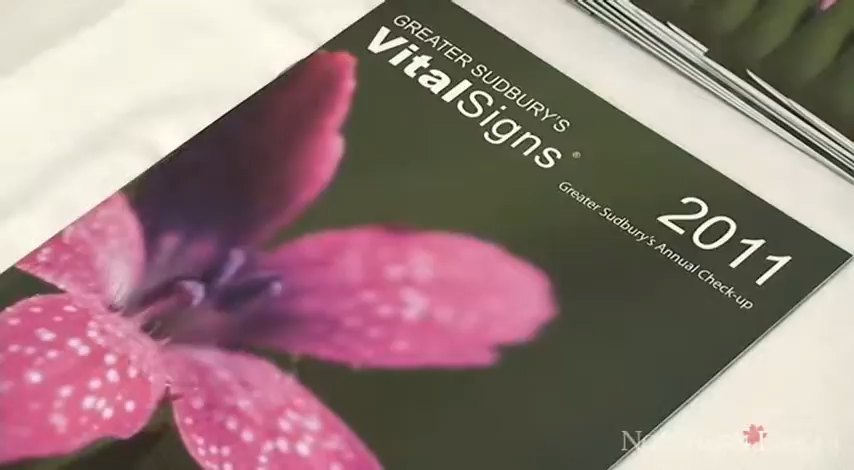 GREATER SUDBURY'S
VitalSigns®
2011
Greater Sudbury's Annual Check-up